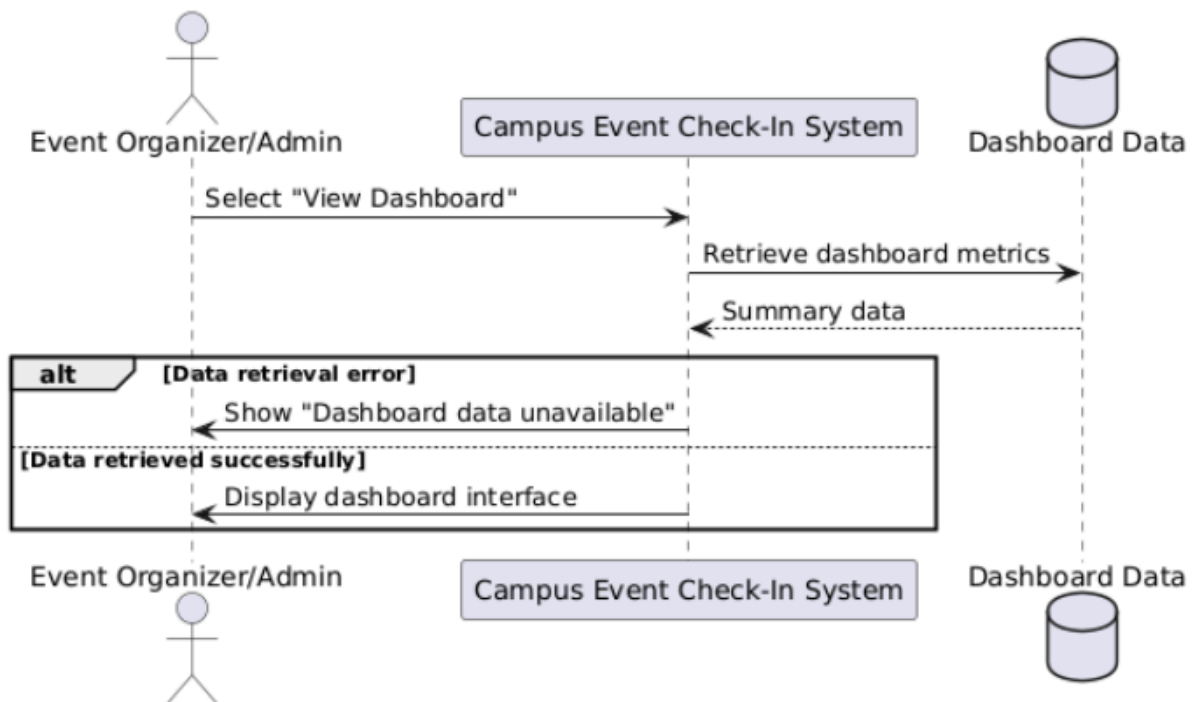 Event Organizer/Admin
Campus Event Check-In System
Dashboard Data
Select "View Dashboard"
Retrieve dashboard metrics
Summary data
alt
[Data retrieval error]
Show "Dashboard data unavailable"
[Data retrieved successfully]
Display dashboard interface
Event Organizer/Admin
Campus Event Check-In System
Dashboard Data